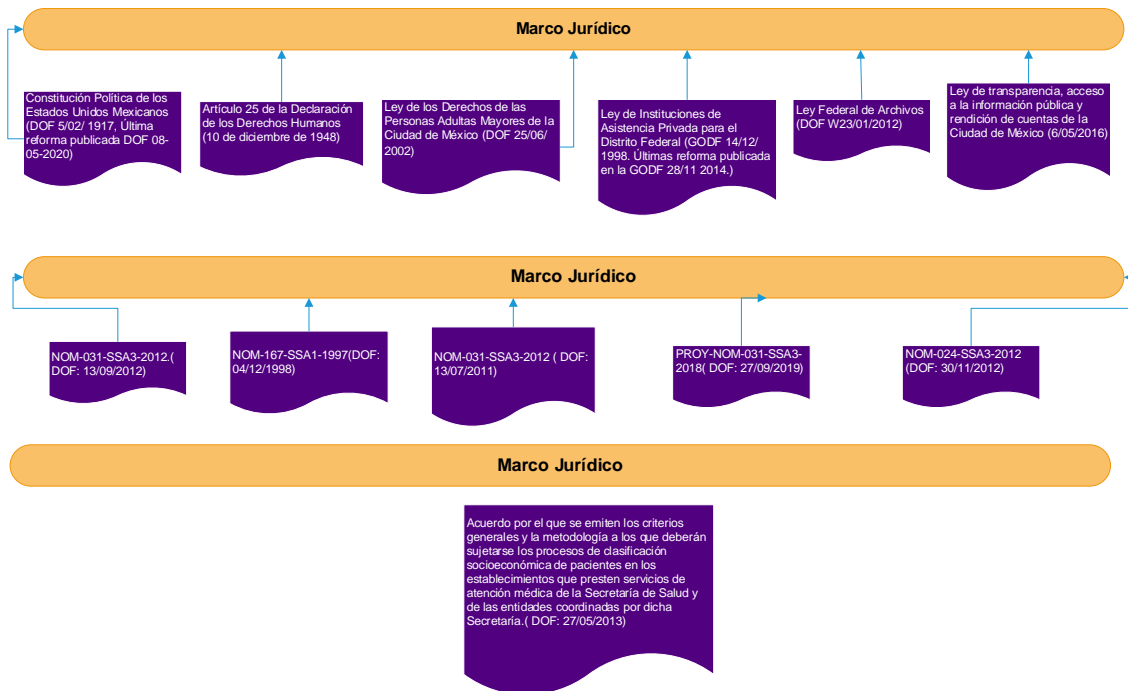 Marco Jurídico
Constitución Política de los
Estados Unidos Mexicanos
(DOF 5/02/ 1917, Última
reforma publicada DOF 08-
05-2020)
Artículo 25 de la Declaración
de los Derechos Humanos
(10 de diciembre de 1948)
Ley de los Derechos de las
Personas Adultas Mayores de la
Ciudad de México (DOF 25/06/
2002)
Ley de Instituciones de
Asistencia Privada para el
Distrito Federal (GODF 14/12/
1998. Últimas reforma publicada
en la GODF 28/11 2014.)
Ley Federal de Archivos
(DOF W23/01/2012)
Ley de transparencia, acceso
a la información pública y
rendición de cuentas de la
Ciudad de México (6/05/2016)
Marco Jurídico
NOM-031-SSA3-2012.(
DOF: 13/09/2012)
NOM-167-SSA1-1997(DOF:
04/12/1998)
NOM-031-SSA3-2012 ( DOF:
13/07/2011)
PROY-NOM-031-SSA3-
2018( DOF: 27/09/2019)
NOM-024-SSA3-2012
(DOF: 30/11/2012)
Marco Jurídico
Acuerdo por el que se emiten los criterios
generales y la metodología a los que deberán
sujetarse los procesos de clasificación
socioeconómica de pacientes en los
establecimientos que presten servicios de
atención médica de la Secretaría de Salud y
de las entidades coordinadas por dicha
Secretaría.( DOF: 27/05/2013)